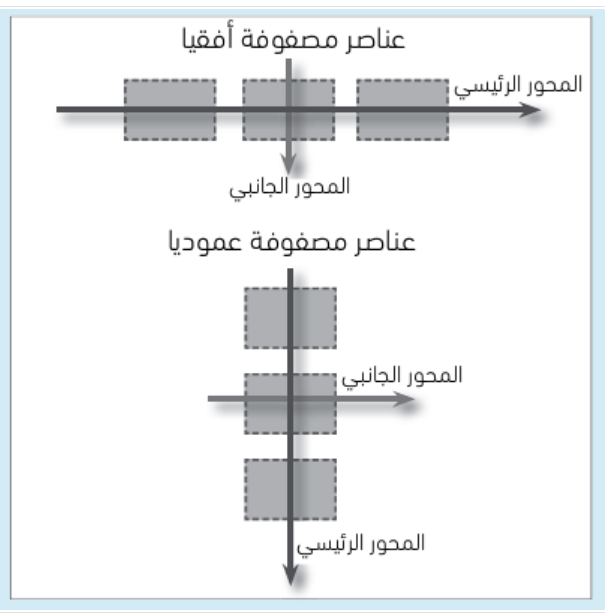 عناصر مصفوفة أفقيا
المحور الرئيسي
المحور الجانبي
عناصر مصفوفة عموديا
المحور الجانبي
المحور الرئيسي